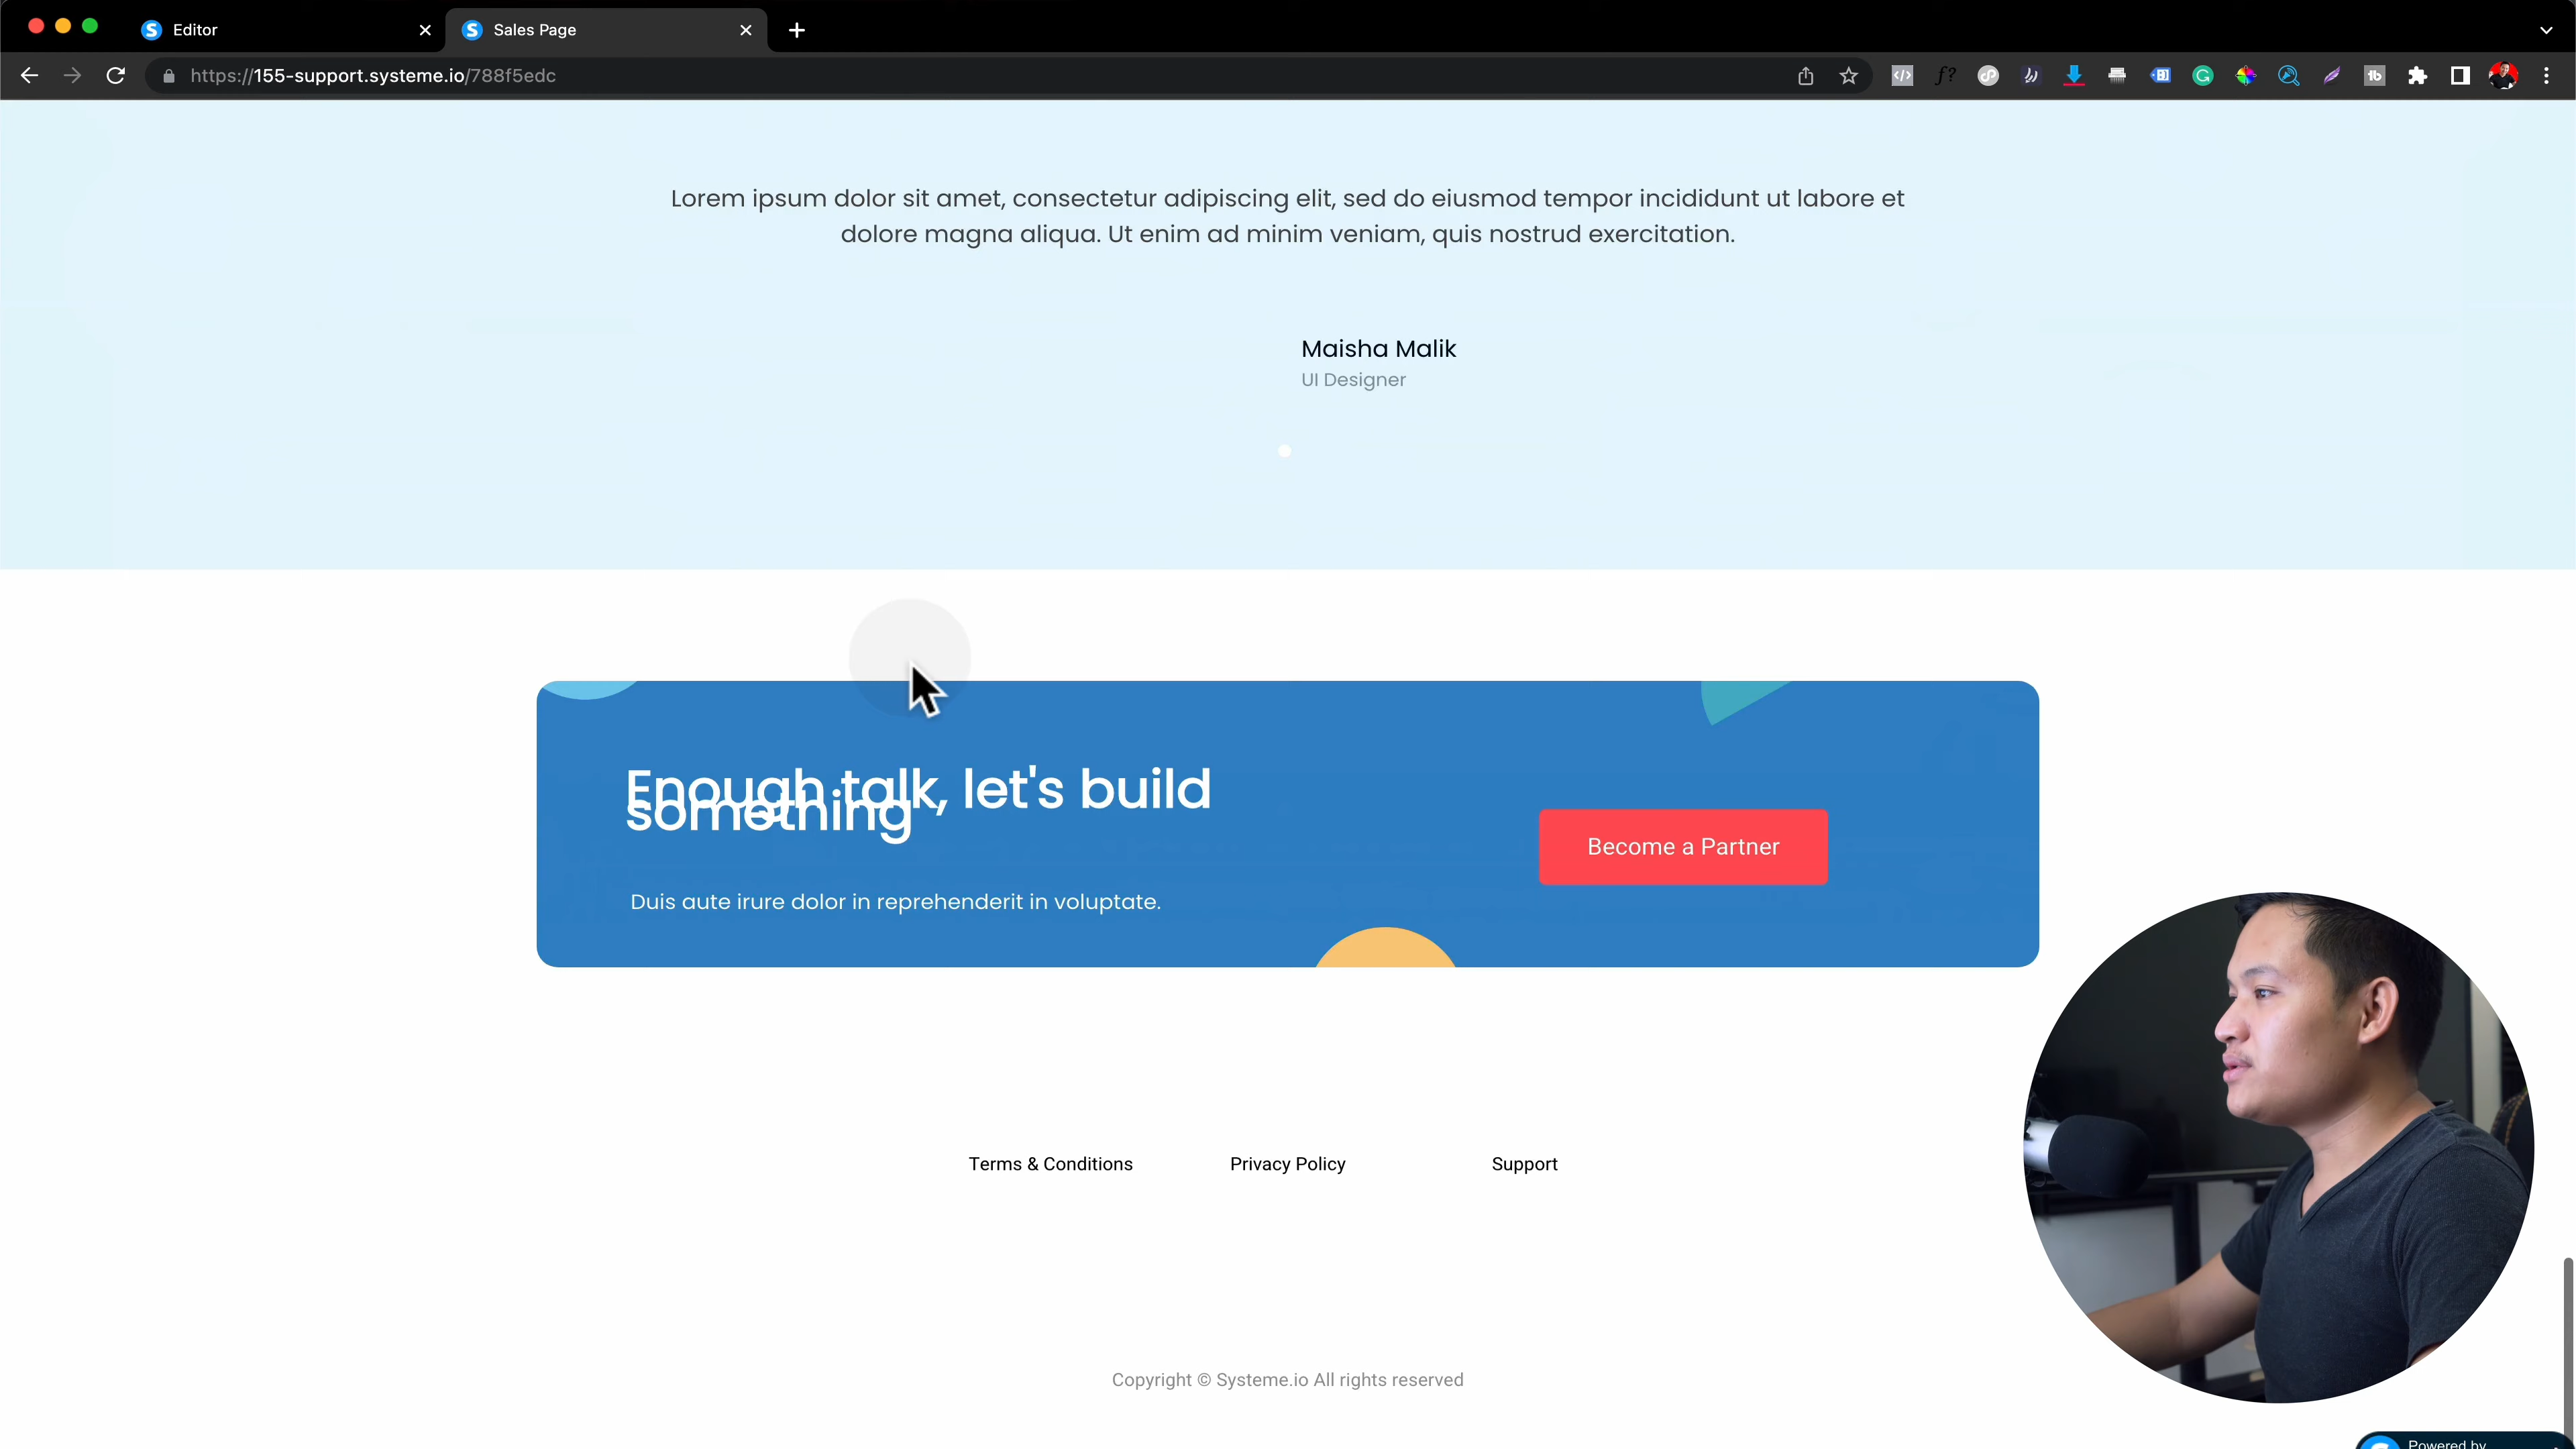 Editor
Sales Page
https://155-support.systeme.io/788f5edc
Lorem ipsum dolor sit amet, consectetur adipiscing elit, sed do eiusmod tempor incididunt ut labore et
dolore magna aliqua. Ut enim ad minim veniam, quis nostrud exercitation.
Maisha Malik
UI Designer
Enough talk, let's build
something
Become a Partner
Duis aute irure dolor in reprehenderit in voluptate.
Terms & Conditions
Privacy Policy
Support
Copyright © Systeme.io All rights reserved
Powered by